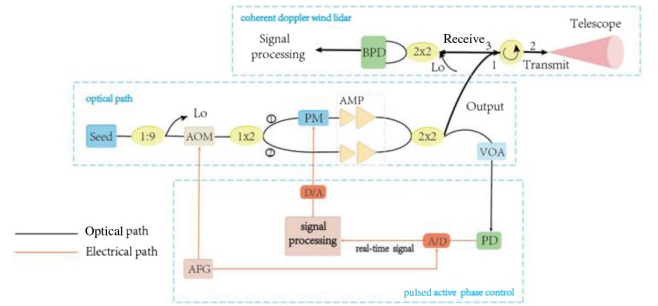 coherent doppler wind lidar
Telescope
Signal
processing
BPD
2x2
Receive
3
2
1
Lo
Transmit
optical path
Lo
AMP
Output
①
PM
Seed
1:9
AOM
1x2
2x2
②
VOA
D/A
signal
processing
real-time signal
A/D
PD
Optical path
Electrical path
AFG
pulsed active phase control